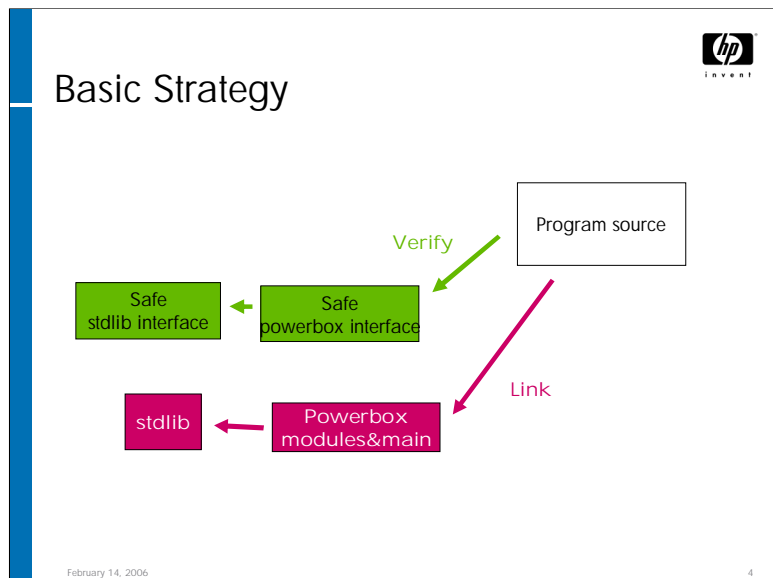 hp
invent
Basic Strategy
Program source
Verify
Safe
stdlib interface
Safe
powerbox interface
Link
stdlib
Powerbox
modules&main
February 14, 2006
4